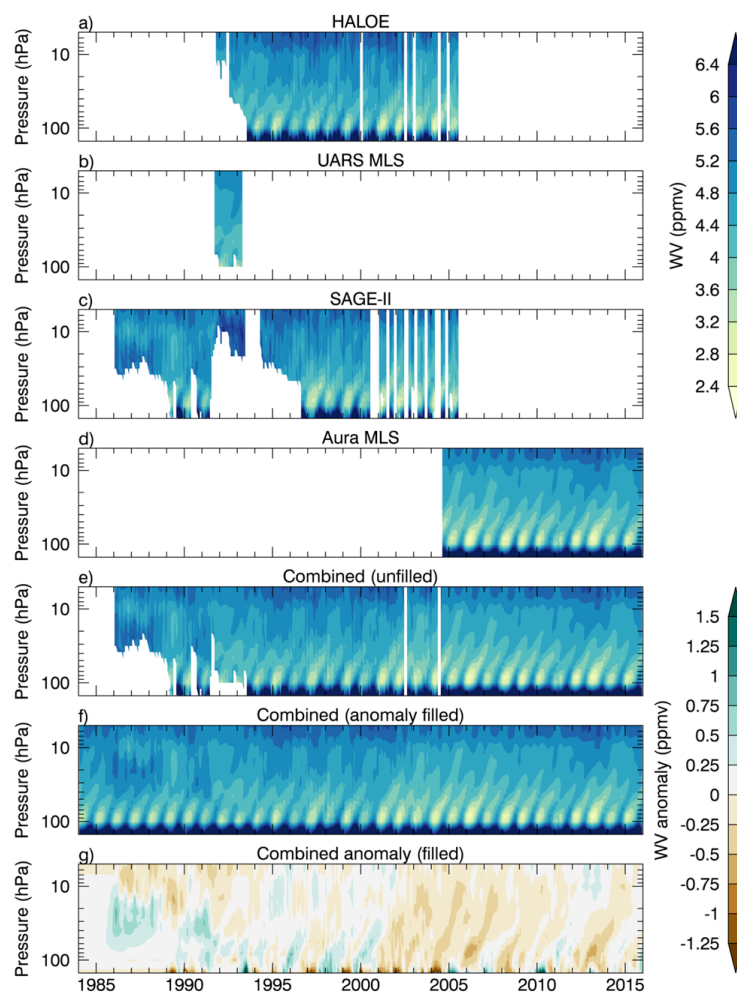 a) HALOE
Pressure (hPa)
10
100
b) UARS MLS
Pressure (hPa)
10
100
c) SAGE-II
Pressure (hPa)
10
100
d) Aura MLS
Pressure (hPa)
10
100
e) Combined (unfilled)
Pressure (hPa)
10
100
f) Combined (anomaly filled)
Pressure (hPa)
10
100
g) Combined anomaly (filled)
Pressure (hPa)
10
100
1985 1990 1995 2000 2005 2010 2015
WV (ppmv)
6.4
6
5.6
5.2
4.8
4.4
4
3.6
3.2
2.8
2.4
WV anomaly (ppmv)
1.5
1.25
1
0.75
0.5
0.25
0
-0.25
-0.5
-0.75
-1
-1.25